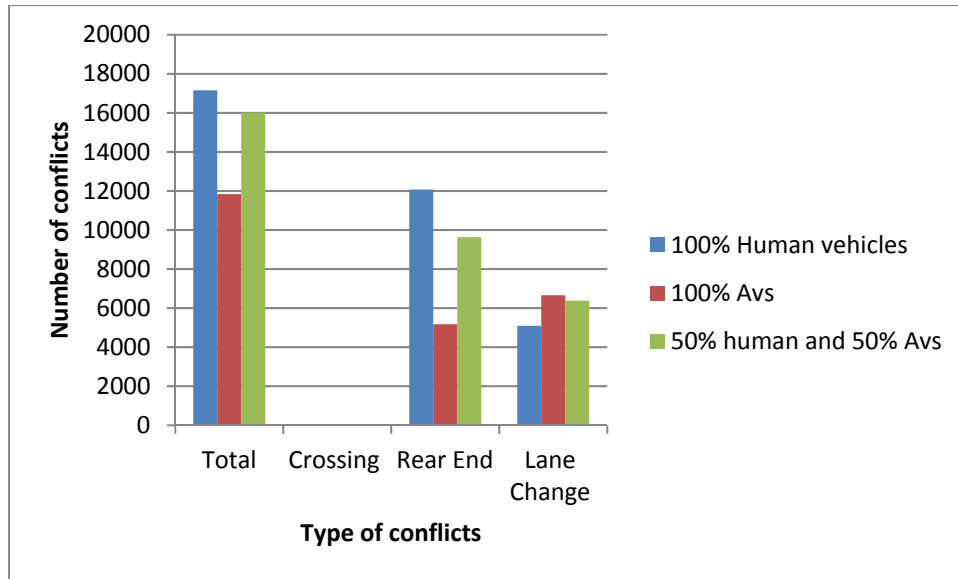 20000
18000
16000
14000
12000
10000
8000
6000
4000
2000
0
Number of conflicts
Total
Crossing
Rear End
Lane
Change
Type of conflicts
100% Human vehicles
100% Avs
50% human and 50% Avs